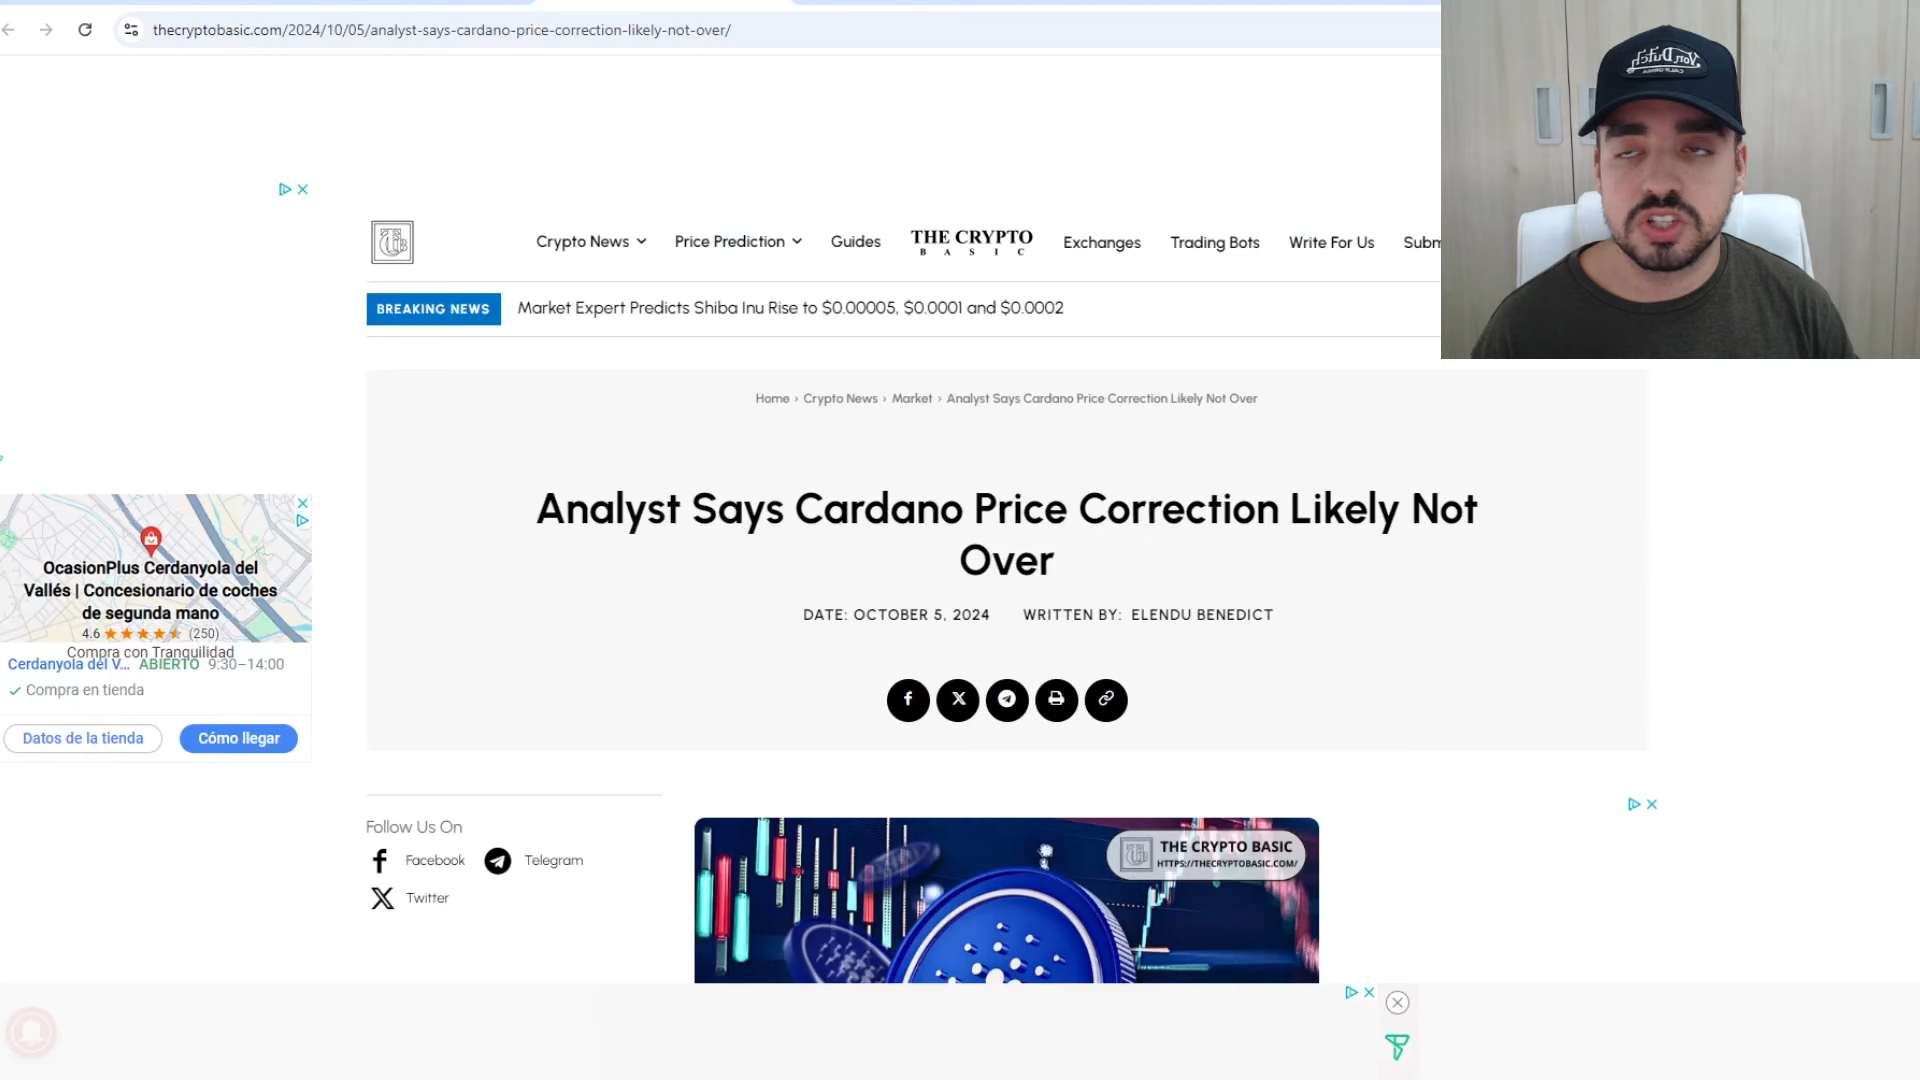 thecryptobasic.com/2024/10/05/analyst-says-cardano-price-correction-likely-not-over/
Von Dutch
CALIFORNIA
Crypto News
Price Prediction
Guides
THE CRYPTO
BASIC
Exchanges
Trading Bots
Write For Us
Subm
BREAKING NEWS
Market Expert Predicts Shiba Inu Rise to $0.00005, $0.0001 and $0.0002
Home › Crypto News › Market › Analyst Says Cardano Price Correction Likely Not Over
Analyst Says Cardano Price Correction Likely Not
Over
DATE: OCTOBER 5, 2024 WRITTEN BY: ELENDU BENEDICT
OcasionPlus Cerdanyola del
Vallés | Concesionario de coches
de segunda mano
4.6 (250)
Compra con Tranquilidad
Cerdanyola del V... ABIERTO 9:30–14:00
Compra en tienda
Datos de la tienda
Cómo llegar
Follow Us On
Facebook
Telegram
Twitter
THE CRYPTO BASIC
HTTPS://THECRYPTOBASIC.COM/